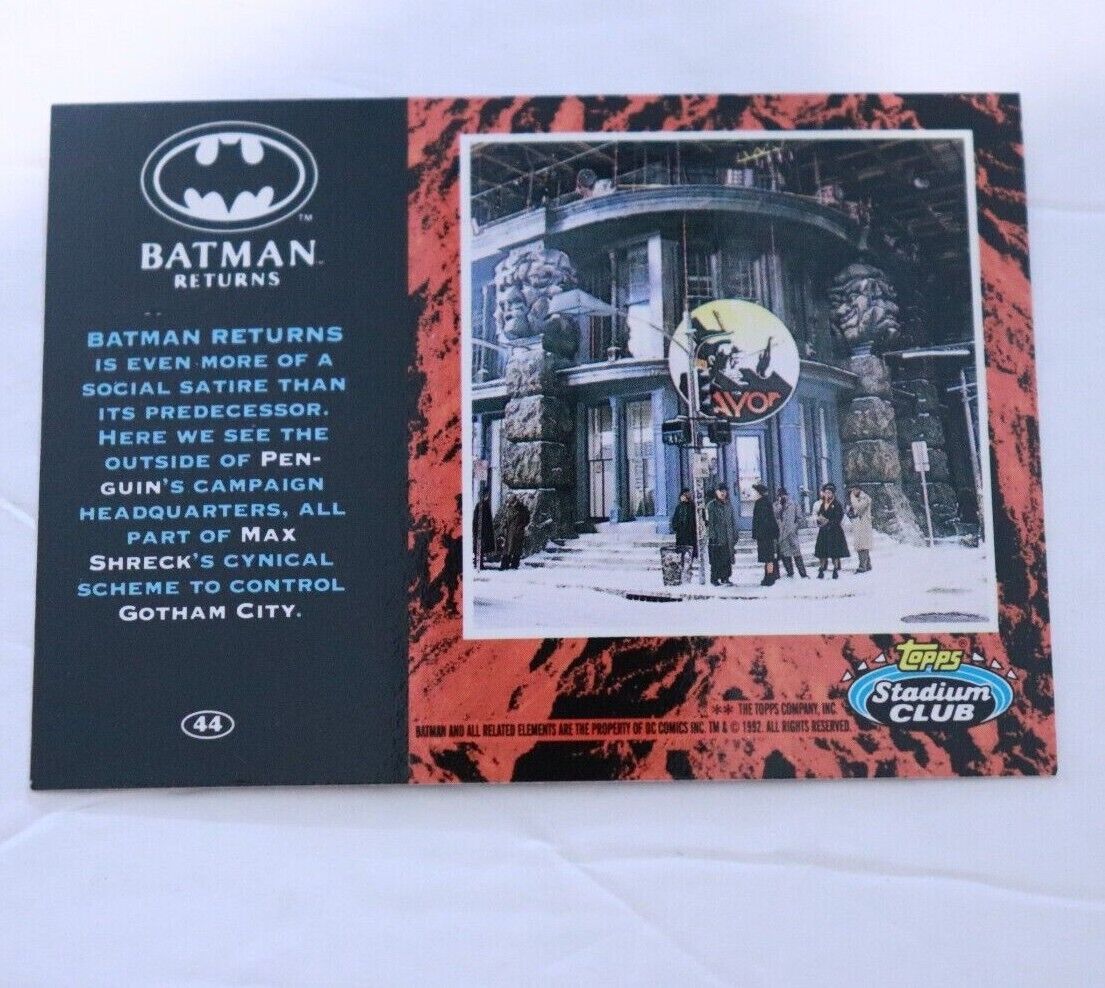 BATMAN™
RETURNS
BATMAN RETURNS
IS EVEN MORE OF A
SOCIAL SATIRE THAN
ITS PREDECESSOR.
HERE WE SEE THE
OUTSIDE OF PEN-
GUIN'S CAMPAIGN
HEADQUARTERS, ALL
PART OF MAX
SHRECK'S CYNICAL
SCHEME TO CONTROL
GOTHAM CITY.
44
AYOR
TOPPS®
Stadium
CLUB™
** THE TOPPS COMPANY, INC.
BATMAN AND ALL RELATED ELEMENTS ARE THE PROPERTY OF DC COMICS INC. TM & © 1992. ALL RIGHTS RESERVED.